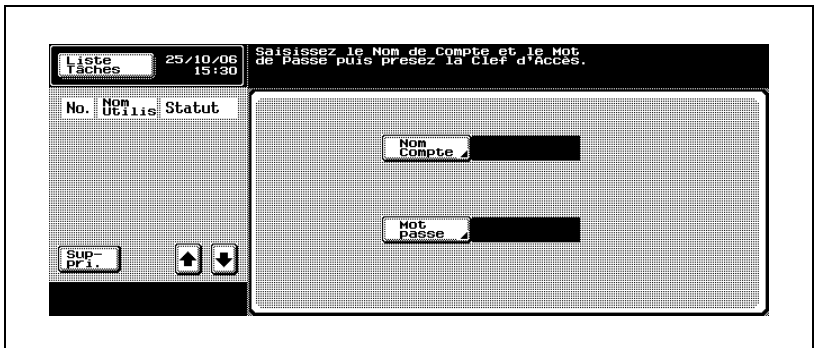 Liste
Tâches
25/10/06
15:30
Saisissez le Nom de Compte et le Mot
de Passe puis presez la Clef d'Accès.
No. Nom Utilis Statut
Nom
Compte
Mot
passe
Sup-
pri.